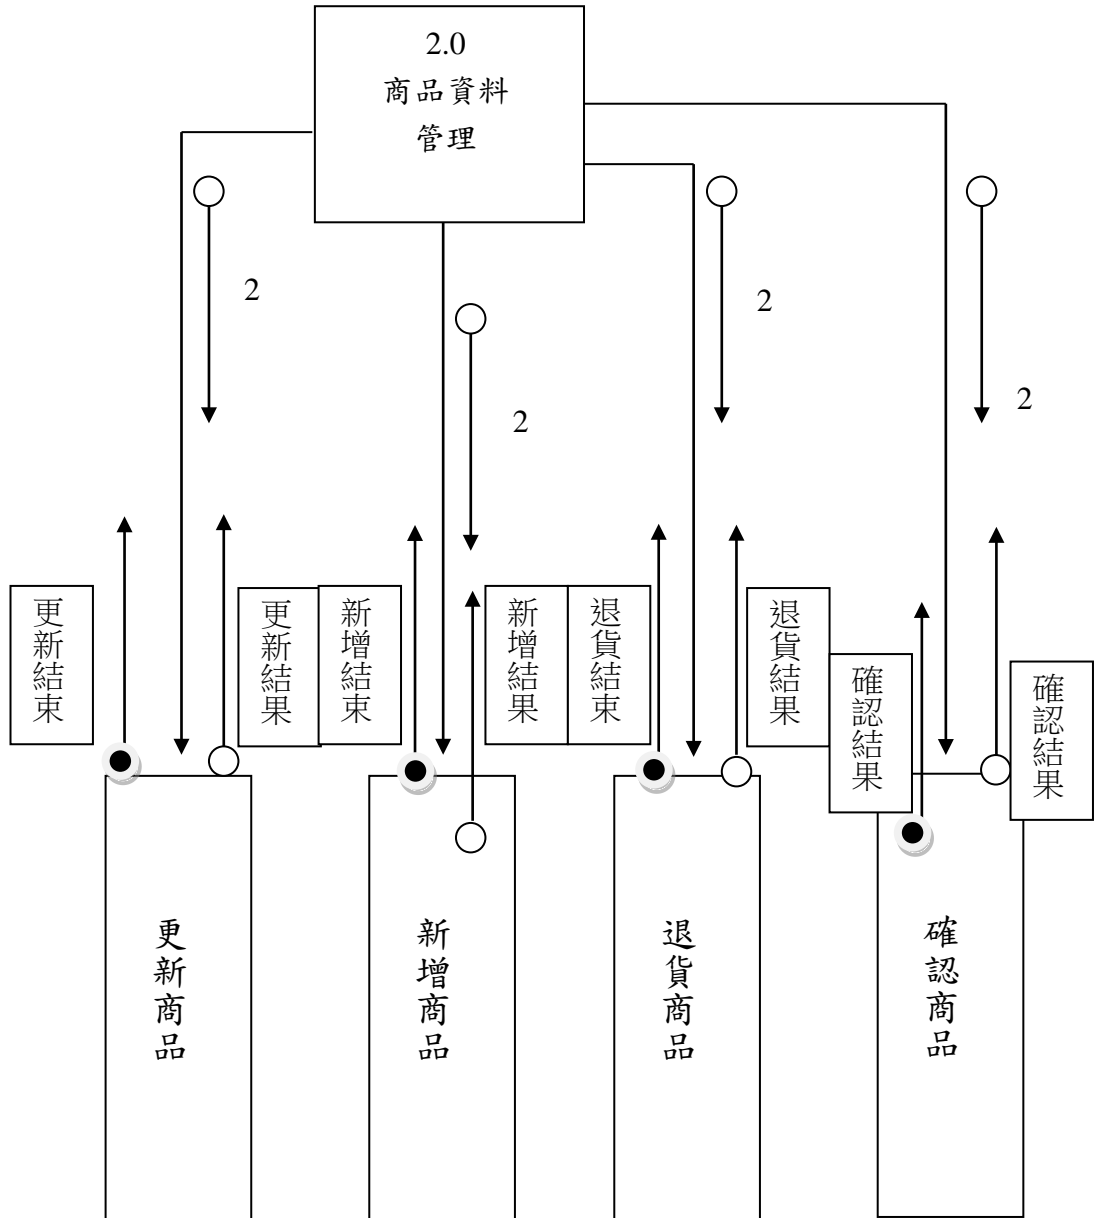 2.0
商品資料
管理
2
2
2
2
更新結束
更新結果
新增結束
新增結果
退貨結束
退貨結果
確認結果
確認結果
更新商品
新增商品
退貨商品
確認商品